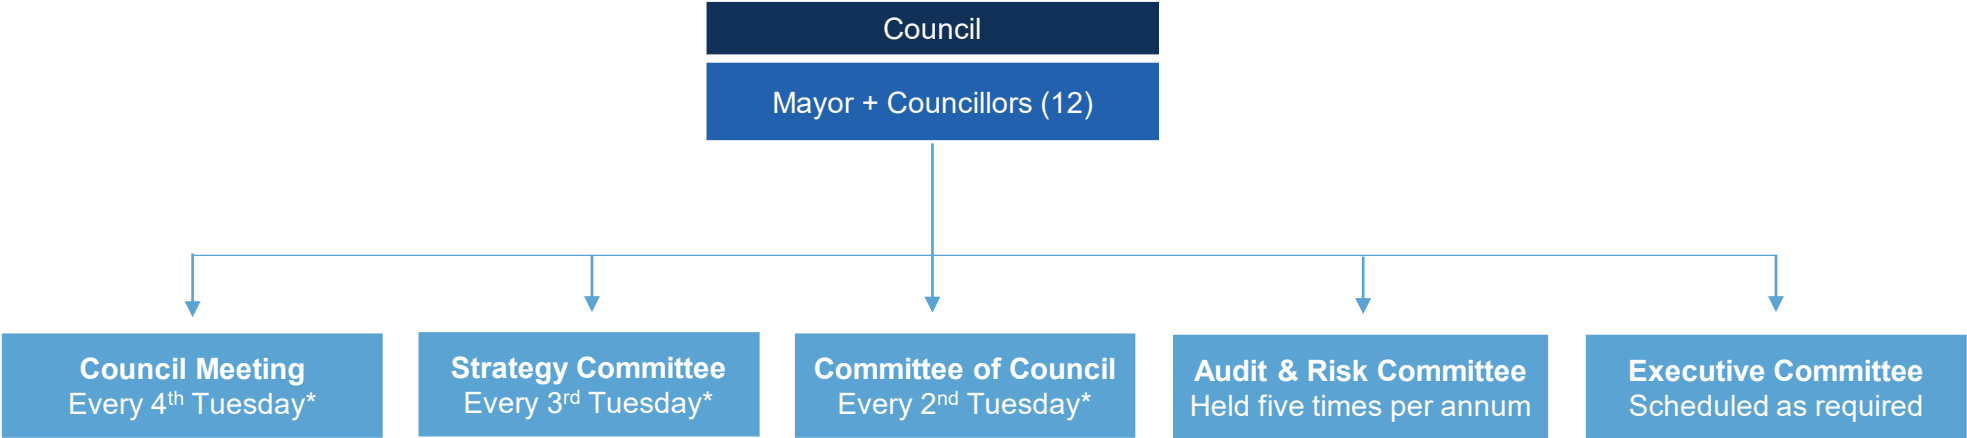 Council
Mayor + Councillors (12)
Council Meeting
Every 4th Tuesday*
Strategy Committee
Every 3rd Tuesday*
Committee of Council
Every 2nd Tuesday*
Audit & Risk Committee
Held five times per annum
Executive Committee
Scheduled as required